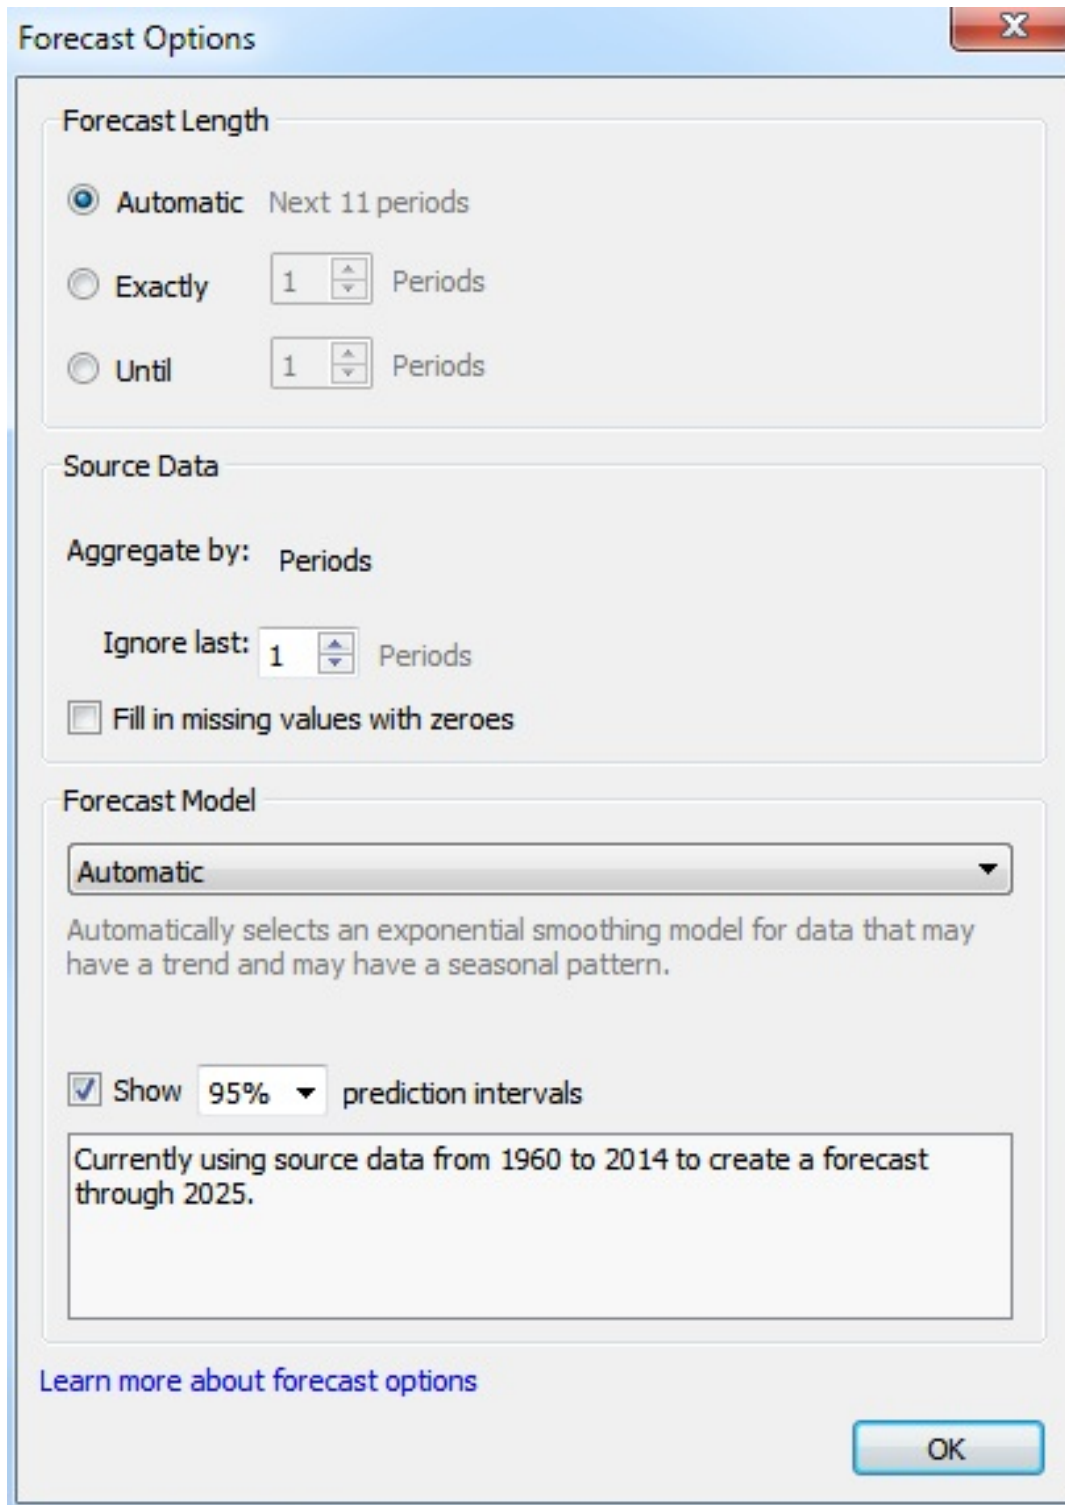 Forecast Options
Forecast Length
Automatic Next 11 periods
Exactly 1 Periods
Until 1 Periods
Source Data
Aggregate by: Periods
Ignore last: 1 Periods
Fill in missing values with zeroes
Forecast Model
Automatic
Automatically selects an exponential smoothing model for data that may
have a trend and may have a seasonal pattern.
Show 95% prediction intervals
Currently using source data from 1960 to 2014 to create a forecast
through 2025.
Learn more about forecast options
OK